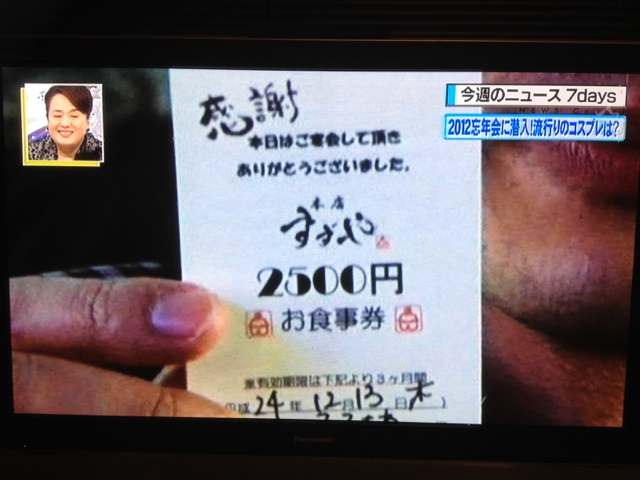 今週のニュース 7days
2012忘年会に潜入!流行りのコスプレは?
感謝
本日はご宴会して頂き
ありがとうございました。
本店
2500円
お食事券
有効期限は下記より3ヶ月間
平成24年12月13日(木)
Panasonic